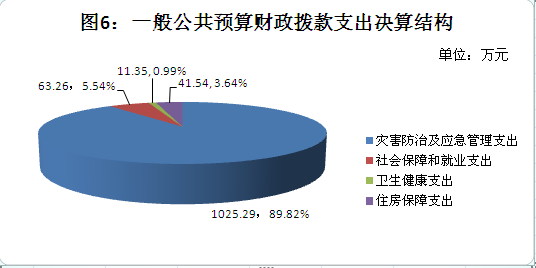 图6：一般公共预算财政拨款支出决算结构
单位：万元
11.35,0.99%
63.26，5.54%
41.54,3.64%
灾害防治及应急管理支出
社会保障和就业支出
卫生健康支出
住房保障支出
1025.29，89.82%